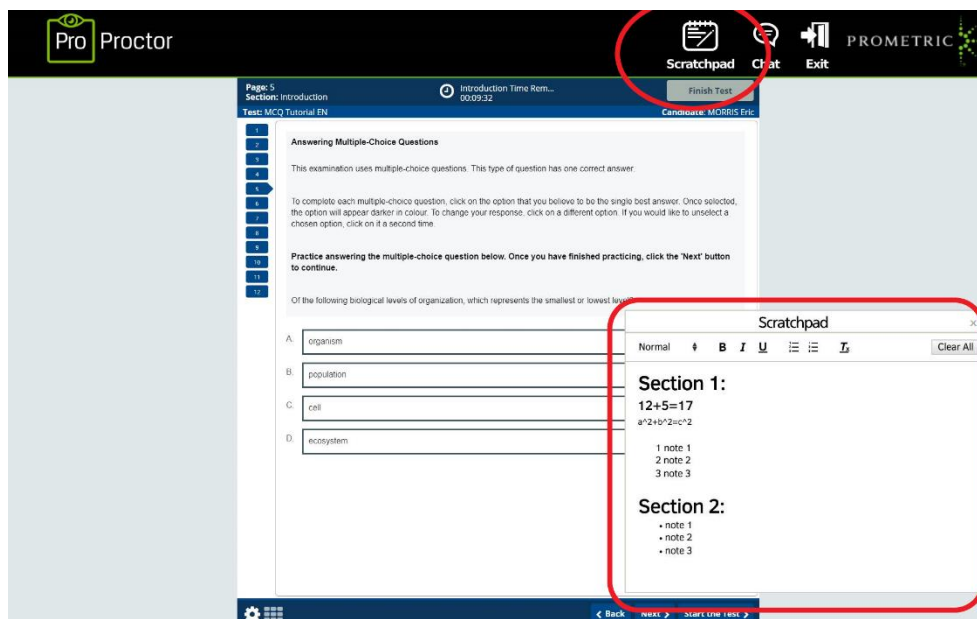 Pro Proctor
Scratchpad
Chat
Exit
PROMETRIC
Page: 5
Section: Introduction
Introduction Time Rem...
00:09:32
Finish Test
Test: MCQ Tutorial EN
Candidate: MORRIS Eric
1
2
3
4
5
6
7
8
9
10
11
12
Answering Multiple-Choice Questions
This examination uses multiple-choice questions. This type of question has one correct answer.
To complete each multiple-choice question, click on the option that you believe to be the single best answer. Once selected,
the option will appear darker in colour. To change your response, click on a different option. If you would like to unselect a
chosen option, click on it a second time.
Practice answering the multiple-choice question below. Once you have finished practicing, click the 'Next' button
to continue.
Of the following biological levels of organization, which represents the smallest or lowest level?
A. organism
B. population
C. cell
D. ecosystem
Scratchpad
×
Normal B I U Tx Clear All
Section 1:
12+5=17
a^2+b^2=c^2
1 note 1
2 note 2
3 note 3
Section 2:
• note 1
• note 2
• note 3
< Back
Next >
Start the Test >